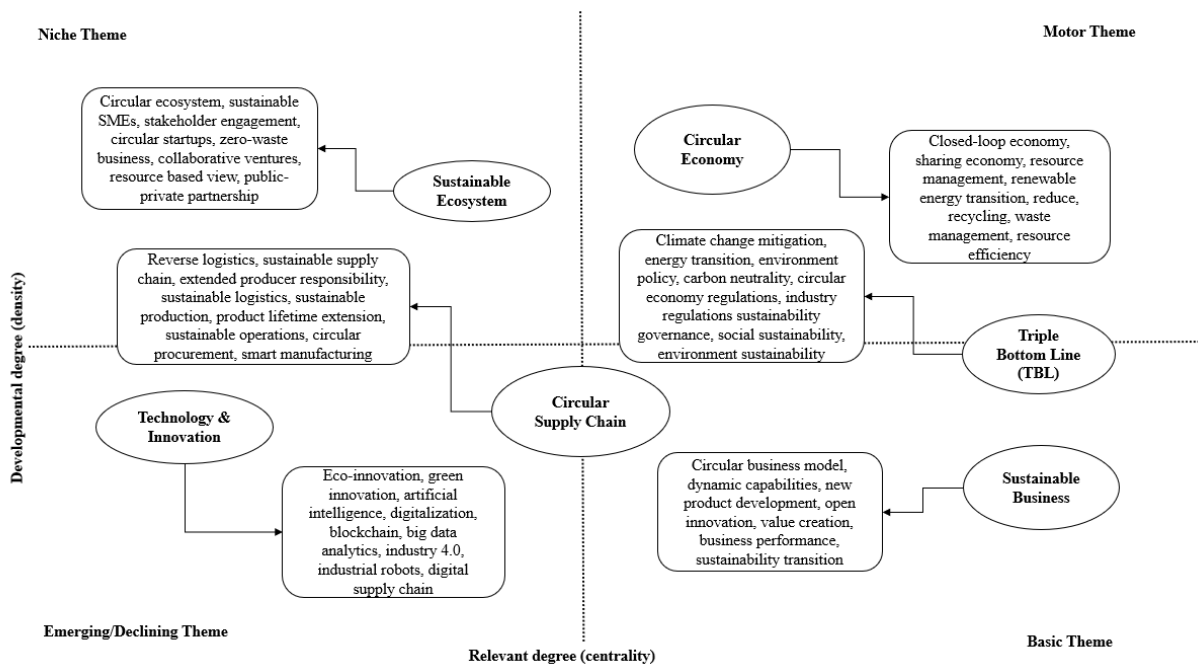 Niche Theme
Motor Theme
Circular ecosystem, sustainable
SMEs, stakeholder engagement,
circular startups, zero-waste
business, collaborative ventures,
resource based view, public-
private partnership
Sustainable
Ecosystem
Circular
Economy
Closed-loop economy,
sharing economy, resource
management, renewable
energy transition, reduce,
recycling, waste
management, resource
efficiency
Reverse logistics, sustainable supply
chain, extended producer responsibility,
sustainable logistics, sustainable
production, product lifetime extension,
sustainable operations, circular
procurement, smart manufacturing
Climate change mitigation,
energy transition, environment
policy, carbon neutrality, circular
economy regulations, industry
regulations sustainability
governance, social sustainability,
environment sustainability
Triple
Bottom Line
(TBL)
Developmental degree (density)
Technology &
Innovation
Circular
Supply Chain
Eco-innovation, green
innovation, artificial
intelligence, digitalization,
blockchain, big data
analytics, industry 4.0,
industrial robots, digital
supply chain
Circular business model,
dynamic capabilities, new
product development, open
innovation, value creation,
business performance,
sustainability transition
Sustainable
Business
Emerging/Declining Theme
Relevant degree (centrality)
Basic Theme